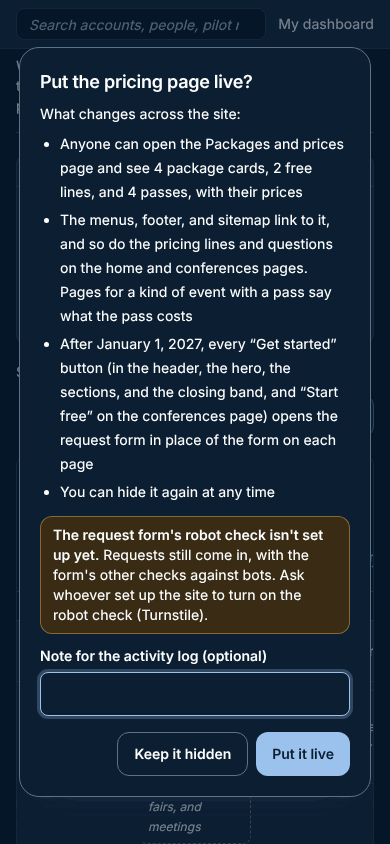 Search accounts, people, pilot r
My dashboard
Put the pricing page live?
What changes across the site:
• Anyone can open the Packages and prices
page and see 4 package cards, 2 free
lines, and 4 passes, with their prices
• The menus, footer, and sitemap link to it,
and so do the pricing lines and questions
on the home and conferences pages.
Pages for a kind of event with a pass say
what the pass costs
• After January 1, 2027, every “Get started”
button (in the header, the hero, the
sections, and the closing band, and “Start
free” on the conferences page) opens the
request form in place of the form on each
page
• You can hide it again at any time
The request form's robot check isn't set
up yet. Requests still come in, with the
form's other checks against bots. Ask
whoever set up the site to turn on the
robot check (Turnstile).
Note for the activity log (optional)
Keep it hidden
Put it live
fairs, and
meetings